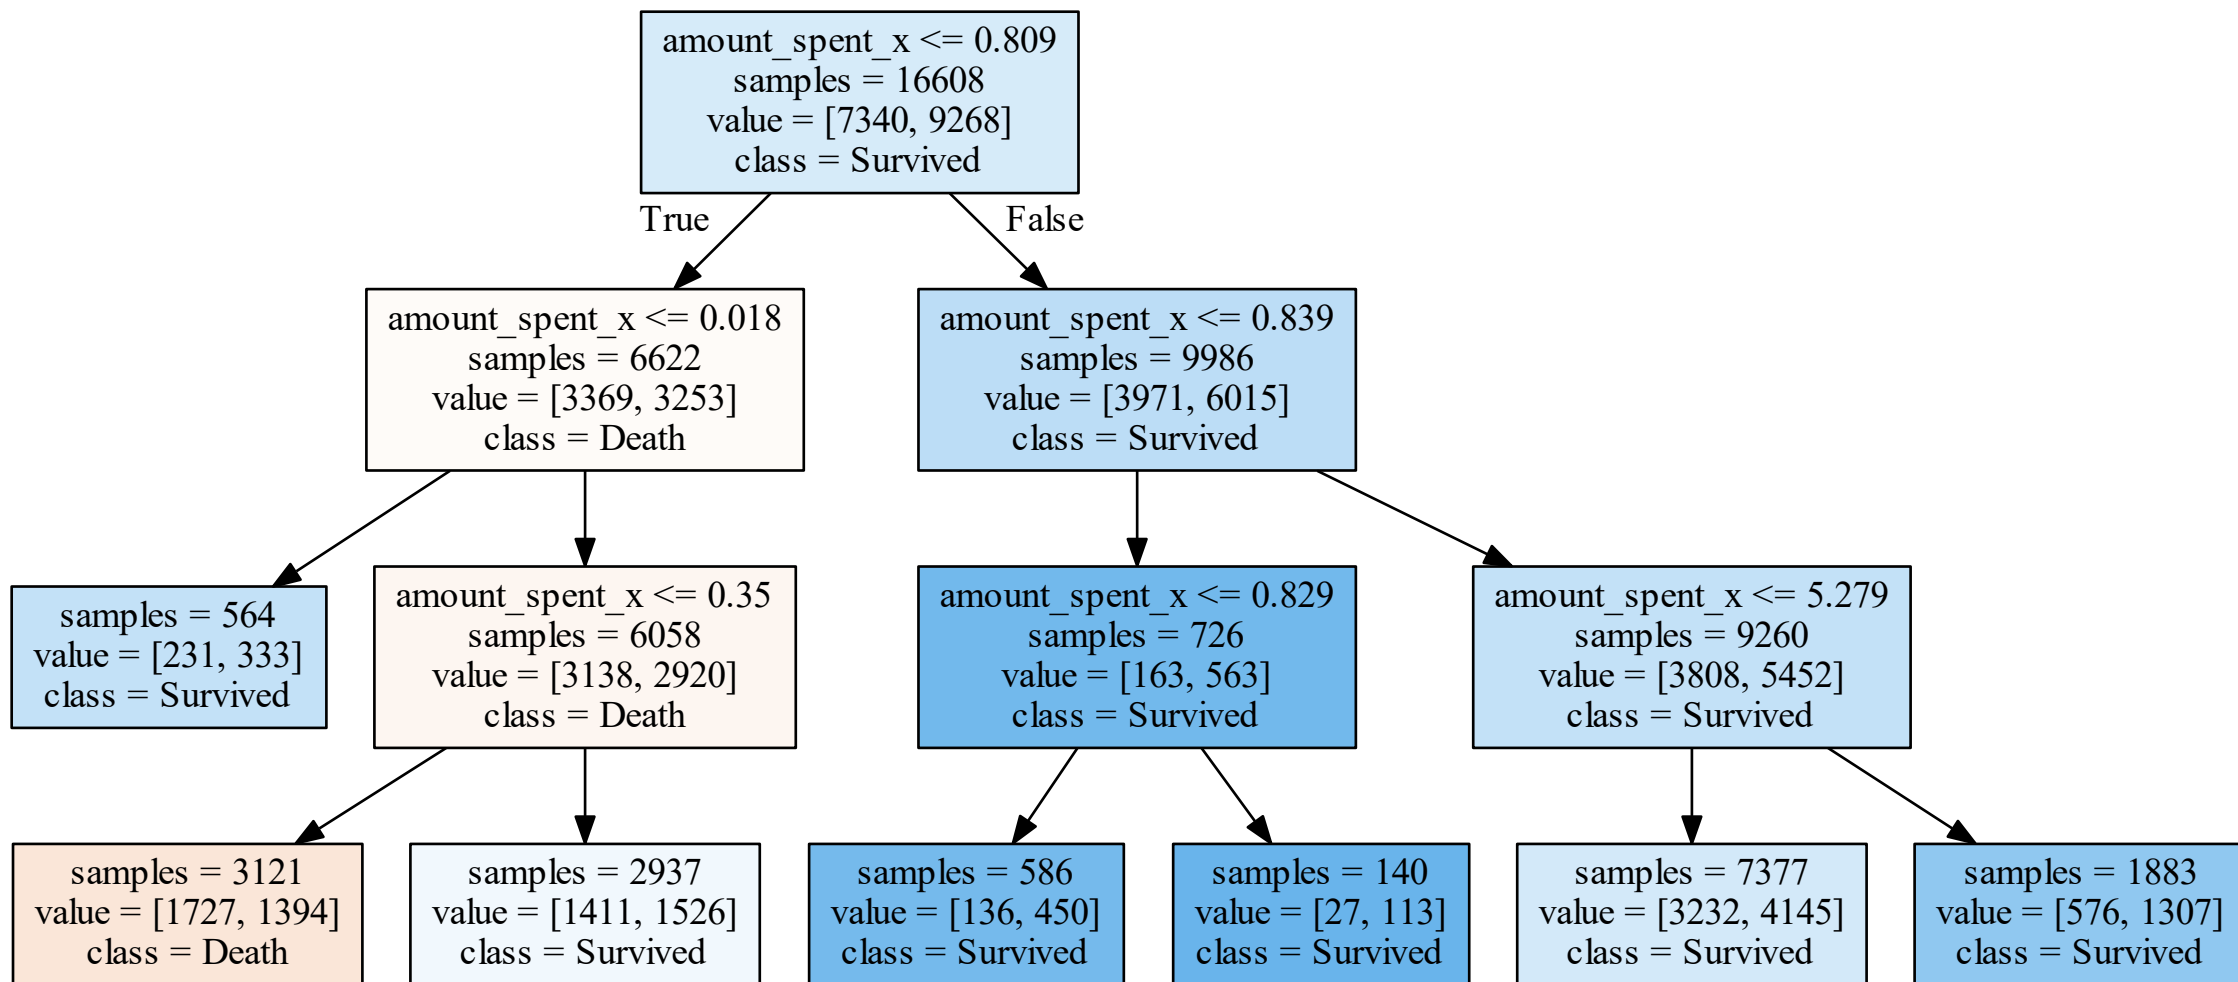 amount_spent_x <= 0.809
samples = 16608
value = [7340, 9268]
class = Survived
True
False
amount_spent_x <= 0.018
samples = 6622
value = [3369, 3253]
class = Death
amount_spent_x <= 0.839
samples = 9986
value = [3971, 6015]
class = Survived
samples = 564
value = [231, 333]
class = Survived
amount_spent_x <= 0.35
samples = 6058
value = [3138, 2920]
class = Death
amount_spent_x <= 0.829
samples = 726
value = [163, 563]
class = Survived
amount_spent_x <= 5.279
samples = 9260
value = [3808, 5452]
class = Survived
samples = 3121
value = [1727, 1394]
class = Death
samples = 2937
value = [1411, 1526]
class = Survived
samples = 586
value = [136, 450]
class = Survived
samples = 140
value = [27, 113]
class = Survived
samples = 7377
value = [3232, 4145]
class = Survived
samples = 1883
value = [576, 1307]
class = Survived